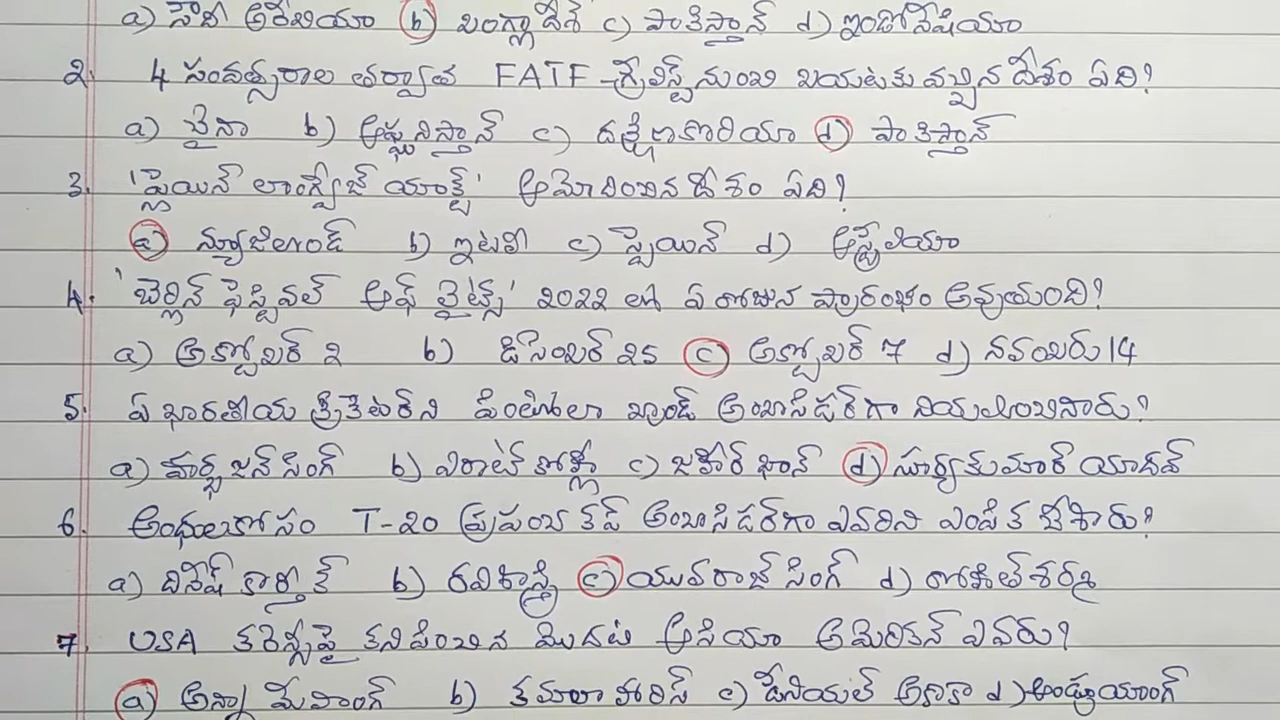 a) సౌదీ అరేబియా b) బంగ్లాదేశ్ c) పాకిస్తాన్ d) ఇండోనేషియా
2. 4 సంవత్సరాల తర్వాత FATF-గ్రేలిస్ట్ నుంచి బయటకు వచ్చిన దేశం ఏది?
a) చైనా b) ఆఫ్ఘనిస్తాన్ c) దక్షిణకొరియా d) పాకిస్తాన్
3. 'ప్లెయిన్ లాంగ్వేజ్ యాక్ట్' ఆమోదించిన దేశం ఏది?
a) న్యూజిలాండ్ b) ఇటలీ c) స్పెయిన్ d) ఆస్ట్రేలియా
4. 'బెర్లిన్ ఫెస్టివల్ ఆఫ్ లైట్స్' 2022 లో ఏ రోజున ప్రారంభం అవుతుంది?
a) అక్టోబర్ 2 b) డిసెంబర్ 25 c) అక్టోబర్ 7 d) నవంబరు 14
5. ఏ భారతీయ క్రికెటర్‌ని పింటోలా బ్రాండ్ అంబాసిడర్‌గా నియమించినారు?
a) హర్భజన్ సింగ్ b) విరాట్ కోహ్లీ c) జహీర్ ఖాన్ d) సూర్యకుమార్ యాదవ్
6. అంధులకోసం T-20 ప్రపంచ కప్ అంబాసిడర్‌గా ఎవరిని ఎంపిక చేశారు?
a) దినేష్ కార్తీక్ b) రవిశాస్త్రి c) యువరాజ్ సింగ్ d) రోహిత్ శర్మ
7. USA కరెన్సీపై కనిపించిన మొదటి ఆసియా అమెరికన్ ఎవరు?
a) అన్నా మే వాంగ్ b) కమలా హారిస్ c) డేనియల్ అకాకా d) ఆండ్రూ యాంగ్